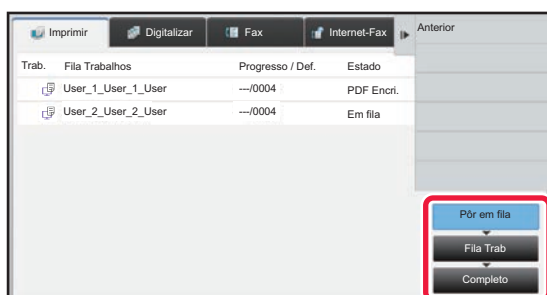 Imprimir Digitalizar Fax Internet-Fax Anterior
Trab. Fila Trabalhos Progresso / Def. Estado
User_1_User_1_User ---/0004 PDF Encri.
User_2_User_2_User ---/0004 Em fila
Pôr em fila
Fila Trab
Completo